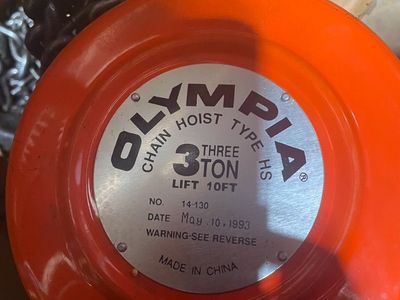 OLYMPIA®
CHAIN HOIST TYPE HS
3 THREE TON
LIFT 10FT
NO. 14-130
DATE May 10, 1993
WARNING-SEE REVERSE
MADE IN CHINA